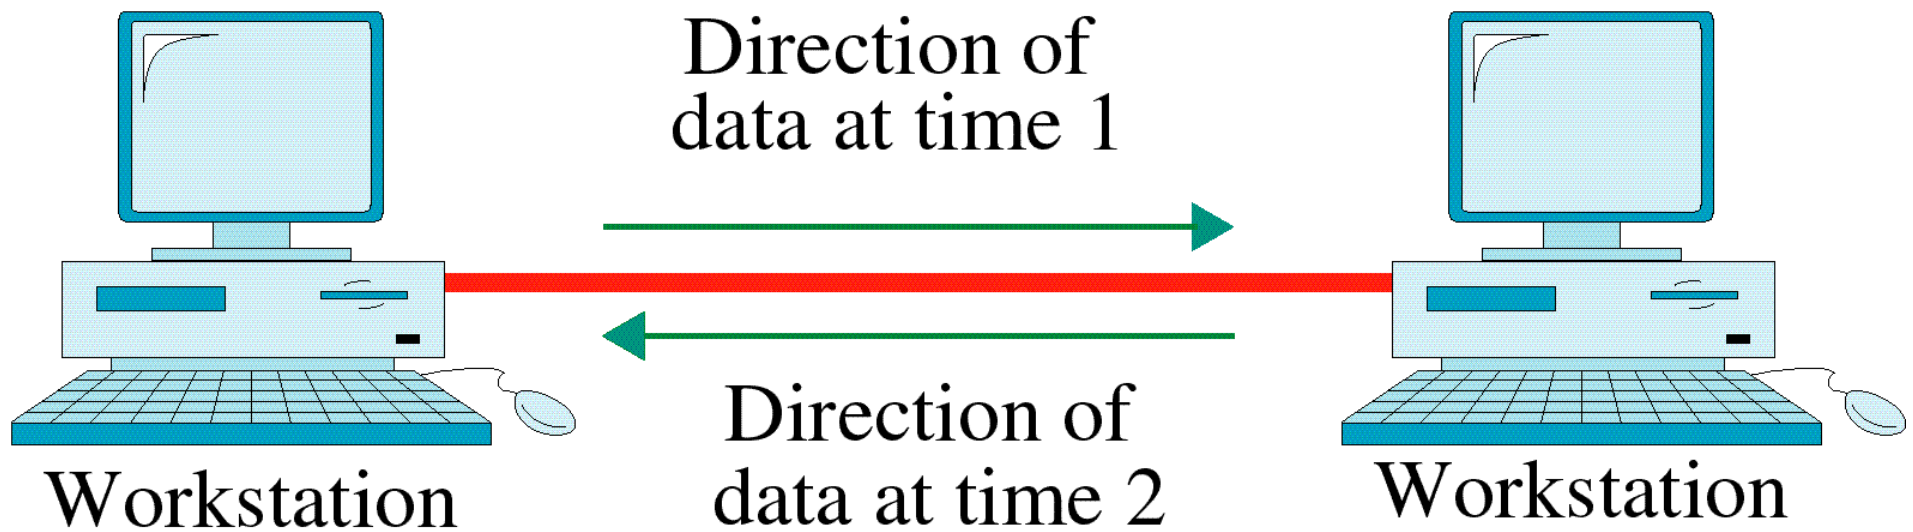 Direction of
data at time 1
Direction of
data at time 2
Workstation
Workstation